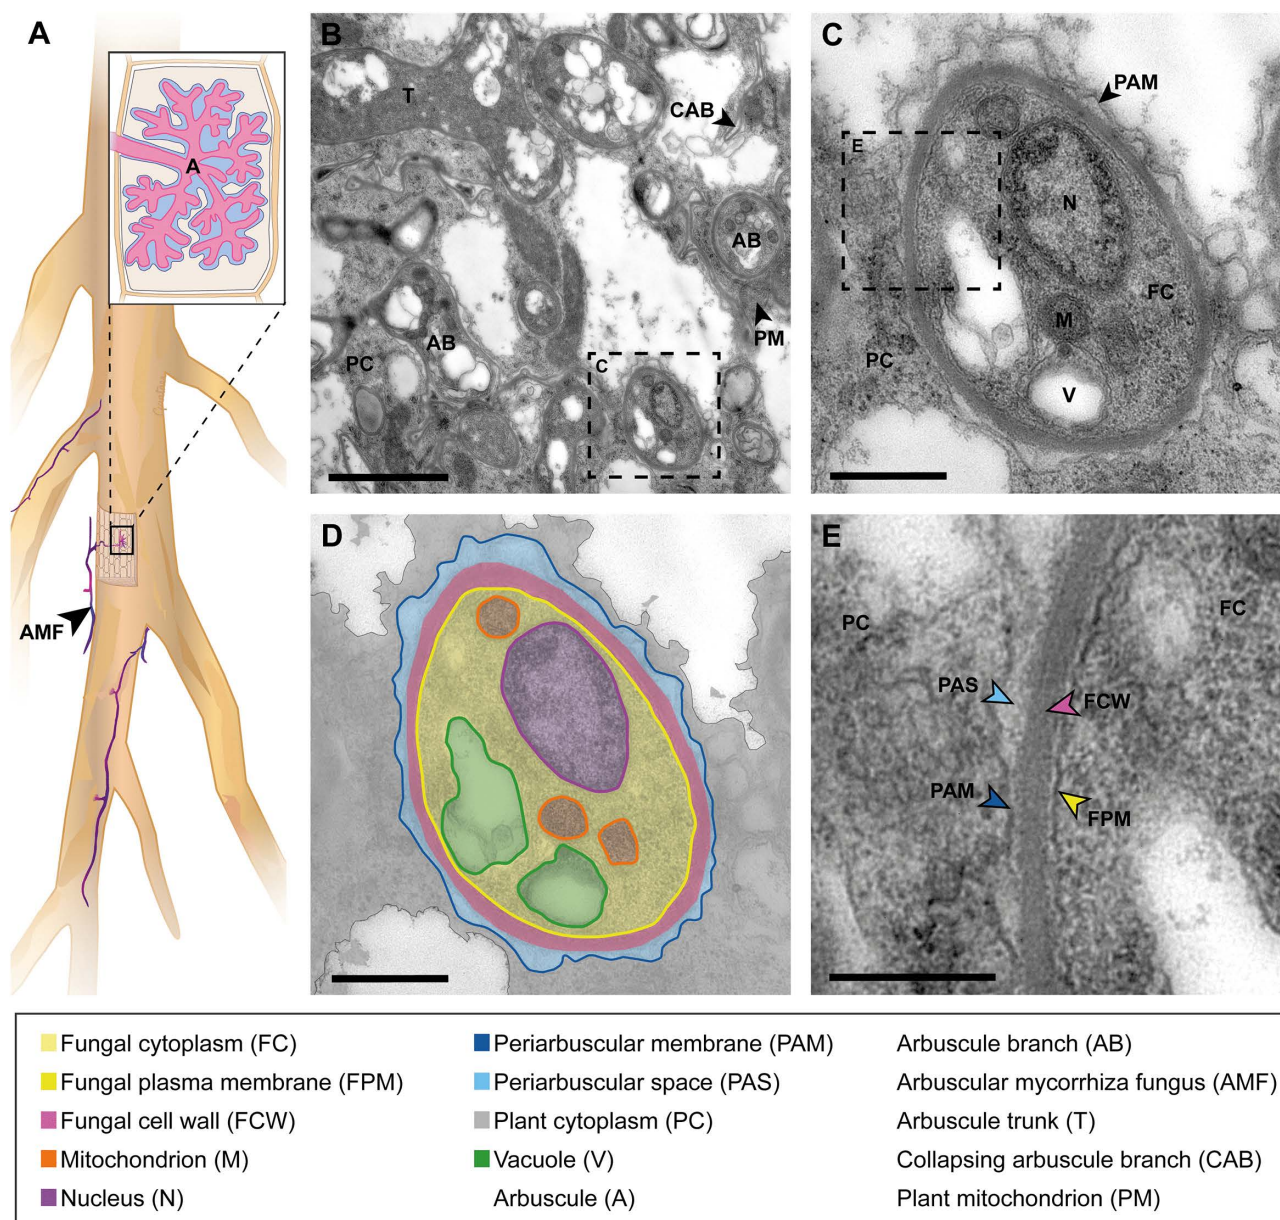 A
A
AMF
B
T
CAB
AB
AB
PM
PC
C
C
PAM
E
N
FC
M
PC
V
D
E
PC
FC
PAS
FCW
PAM
FPM
Fungal cytoplasm (FC)
Fungal plasma membrane (FPM)
Fungal cell wall (FCW)
Mitochondrion (M)
Nucleus (N)
Periarbuscular membrane (PAM)
Periarbuscular space (PAS)
Plant cytoplasm (PC)
Vacuole (V)
Arbuscule (A)
Arbuscule branch (AB)
Arbuscular mycorrhiza fungus (AMF)
Arbuscule trunk (T)
Collapsing arbuscule branch (CAB)
Plant mitochondrion (PM)